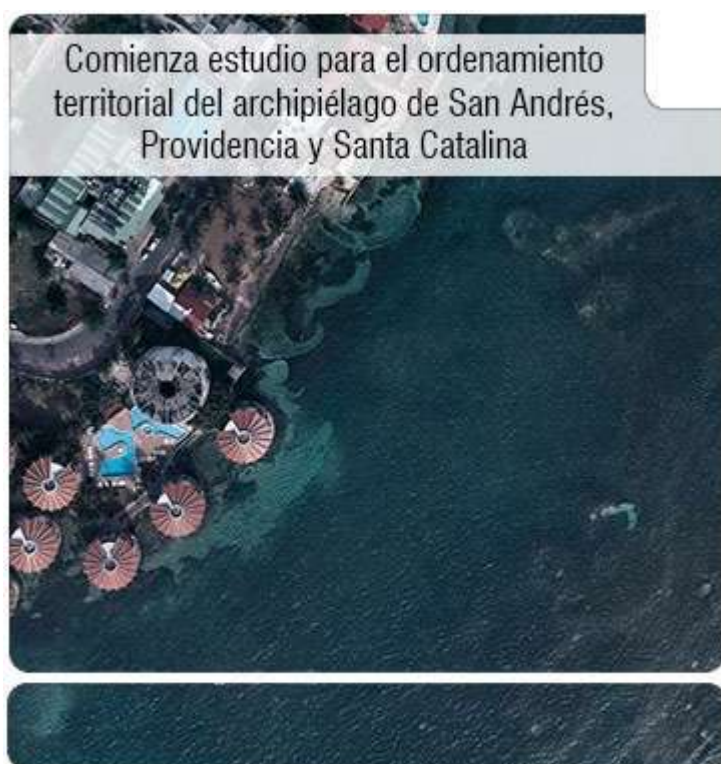 Comienza estudio para el ordenamiento
territorial del archipiélago de San Andrés,
Providencia y Santa Catalina